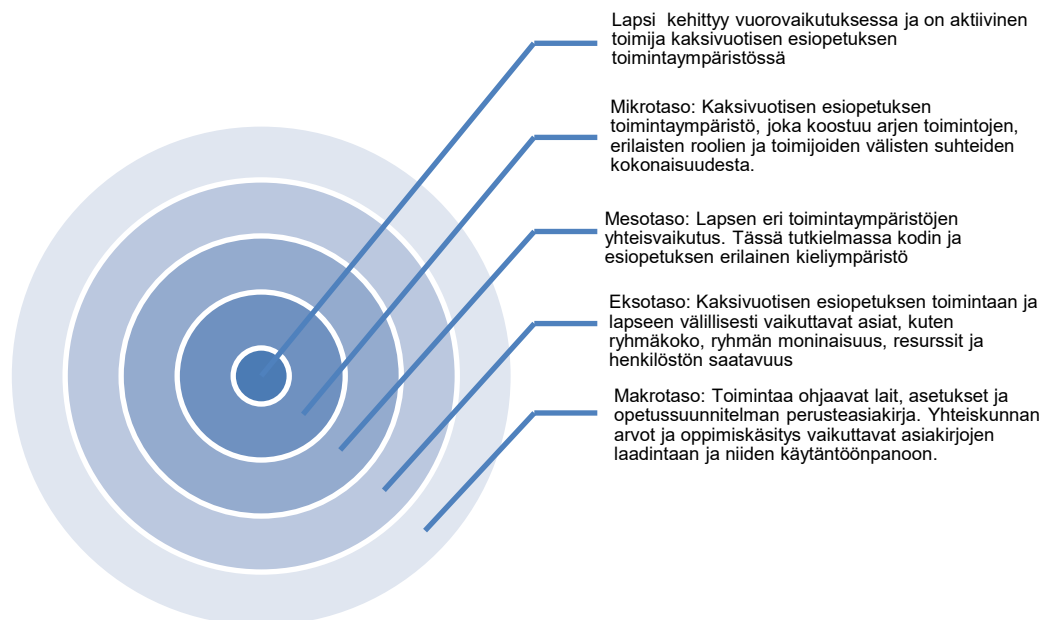 Lapsi kehittyy vuorovaikutuksessa ja on aktiivinen
toimija kaksivuotisen esiopetuksen
toimintaympäristössä
Mikrotaso: Kaksivuotisen esiopetuksen
toimintaympäristö, joka koostuu arjen toimintojen,
erilaisten roolien ja toimijoiden välisten suhteiden
kokonaisuudesta.
Mesotaso: Lapsen eri toimintaympäristöjen
yhteisvaikutus. Tässä tutkielmassa kodin ja
esiopetuksen erilainen kieliympäristö
Eksotaso: Kaksivuotisen esiopetuksen toimintaan ja
lapseen välillisesti vaikuttavat asiat, kuten
ryhmäkoko, ryhmän moninaisuus, resurssit ja
henkilöstön saatavuus
Makrotaso: Toimintaa ohjaavat lait, asetukset ja
opetussuunnitelman perusteasiakirja. Yhteiskunnan
arvot ja oppimiskäsitys vaikuttavat asiakirjojen
laadintaan ja niiden käytäntöönpanoon.